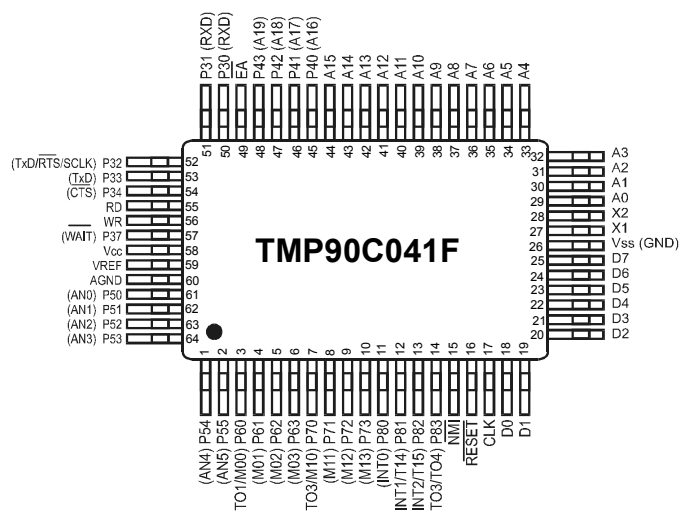 P31 (RXD)
P30 (RXD)
EA
P43 (A19)
P42 (A18)
P41 (A17)
P40 (A16)
A15
A14
A13
A12
A11
A10
A9
A8
A7
A6
A5
A4
51 50 49 48 47 46 45 44 43 42 41 40 39 38 37 36 35 34 33
(TxD/RTS/SCLK) P32 52
(TxD) P33 53
(CTS) P34 54
RD 55
WR 56
(WAIT) P37 57
Vcc 58
VREF 59
AGND 60
(AN0) P50 61
(AN1) P51 62
(AN2) P52 63
(AN3) P53 64
TMP90C041F
32 A3
31 A2
30 A1
29 A0
28 X2
27 X1
26 Vss (GND)
25 D7
24 D6
23 D5
22 D4
21 D3
20 D2
1 2 3 4 5 6 7 8 9 10 11 12 13 14 15 16 17 18 19
(AN4) P54
(AN5) P55
TO1/M00) P60
(M01) P61
(M02) P62
(M03) P63
TO3/M10) P70
(M11) P71
(M12) P72
(M13) P73
(INT0) P80
INT1/T14) P81
INT2/T15) P82
TO3/TO4) P83
NMI
RESET
CLK
D0
D1